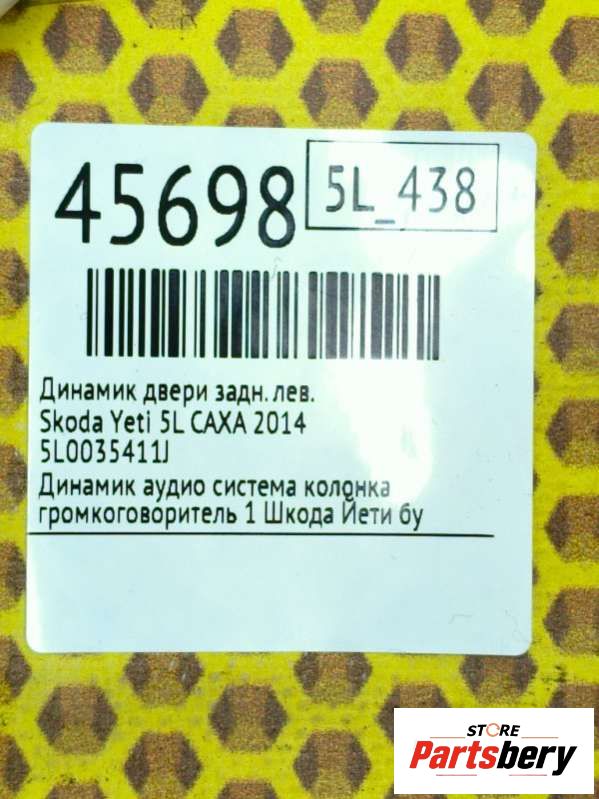 45698
5L_438
Динамик двери задн. лев.
Skoda Yeti 5L CAXA 2014
5L0035411J
Динамик аудио система колонка
громкоговоритель 1 Шкода Йети бу
STORE
Partsbery